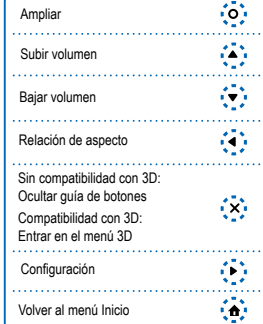 Ampliar
Subir volumen
Bajar volumen
Relación de aspecto
Sin compatibilidad con 3D:
Ocultar guía de botones
Compatibilidad con 3D:
Entrar en el menú 3D
Configuración
Volver al menú Inicio